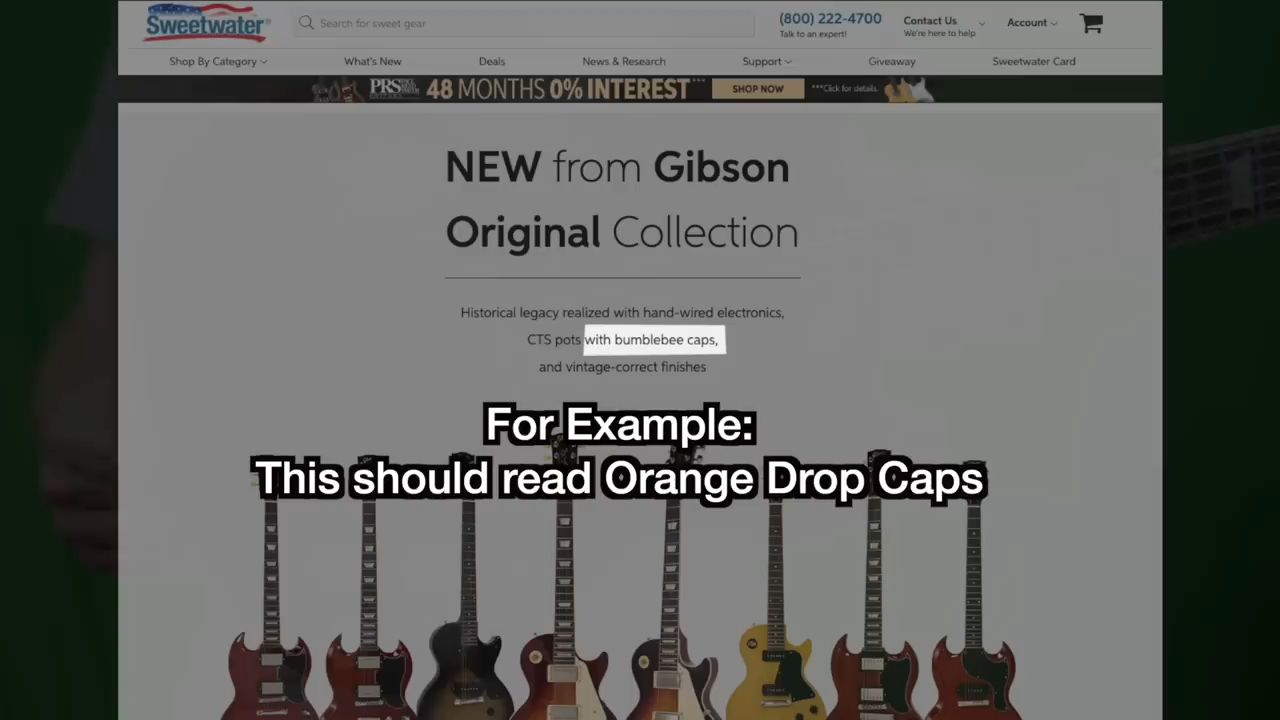 Sweetwater®
Search for sweet gear
(800) 222-4700
Talk to an expert!
Contact Us
We're here to help
Account
Shop By Category
What's New
Deals
News & Research
Support
Giveaway
Sweetwater Card
PRS 48 MONTHS 0% INTEREST*** SHOP NOW ***Click for details.
NEW from Gibson
Original Collection
Historical legacy realized with hand-wired electronics,
CTS pots with bumblebee caps,
and vintage-correct finishes
For Example:
This should read Orange Drop Caps